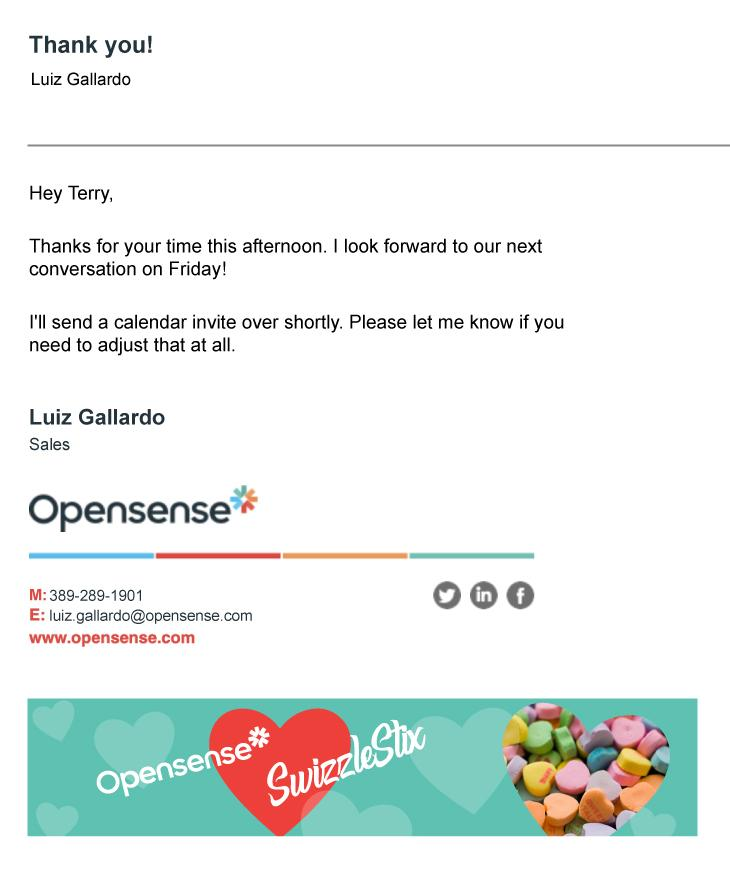 Thank you!
Luiz Gallardo
Hey Terry,
Thanks for your time this afternoon. I look forward to our next
conversation on Friday!
I'll send a calendar invite over shortly. Please let me know if you
need to adjust that at all.
Luiz Gallardo
Sales
Opensense
M: 389-289-1901
E: luiz.gallardo@opensense.com
www.opensense.com
Opensense SwizzleStix